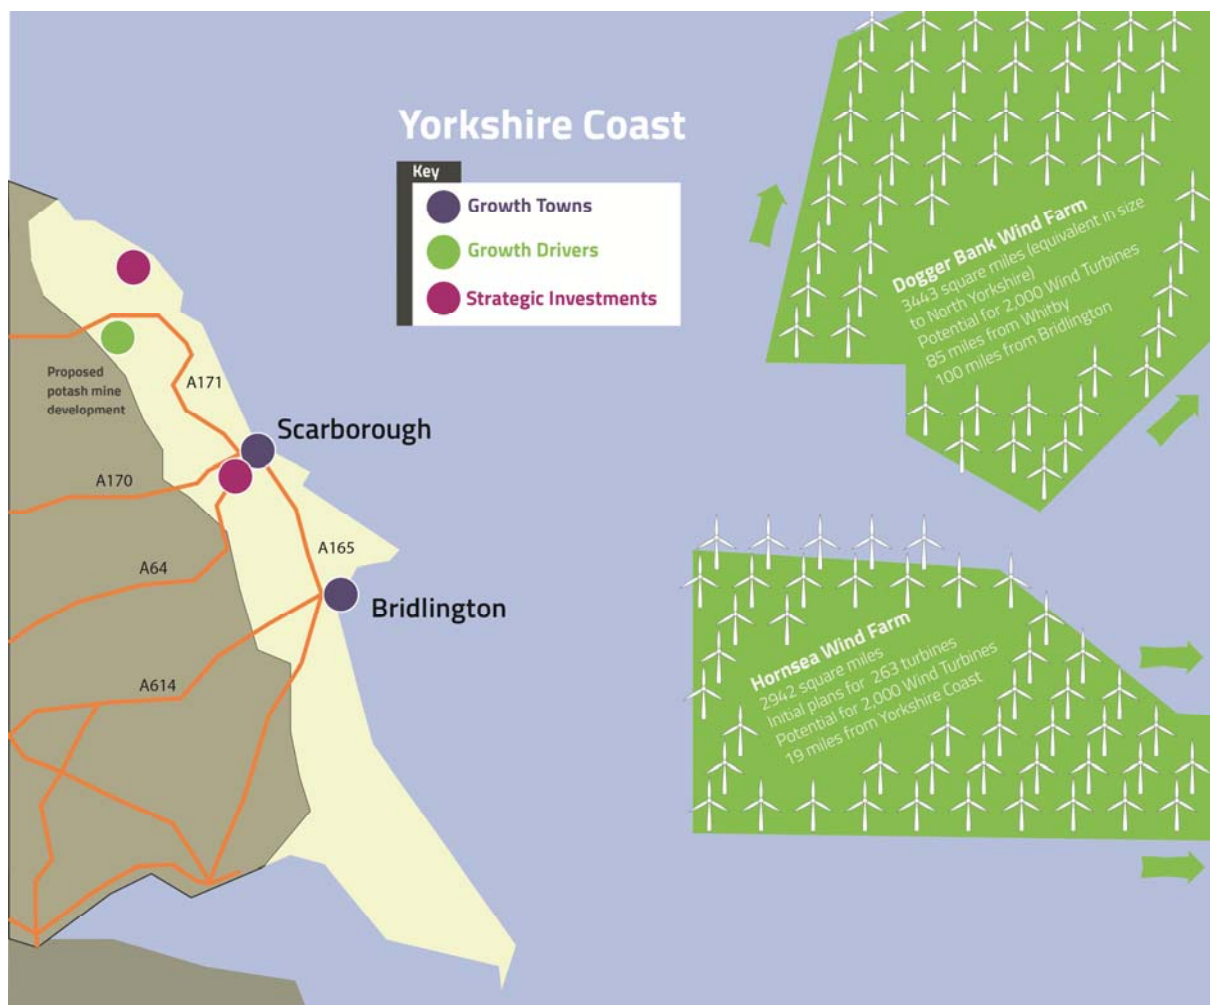 Yorkshire Coast
Key
Growth Towns
Growth Drivers
Strategic Investments
Dogger Bank Wind Farm
3443 square miles (equivalent in size
to North Yorkshire)
Potential for 2,000 Wind Turbines
85 miles from Whitby
100 miles from Bridlington
Proposed
potash mine
development
A171
Scarborough
A170
A165
A64
Bridlington
A614
Hornsea Wind Farm
2942 square miles
Initial plans for 263 turbines
Potential for 2,000 Wind Turbines
19 miles from Yorkshire Coast